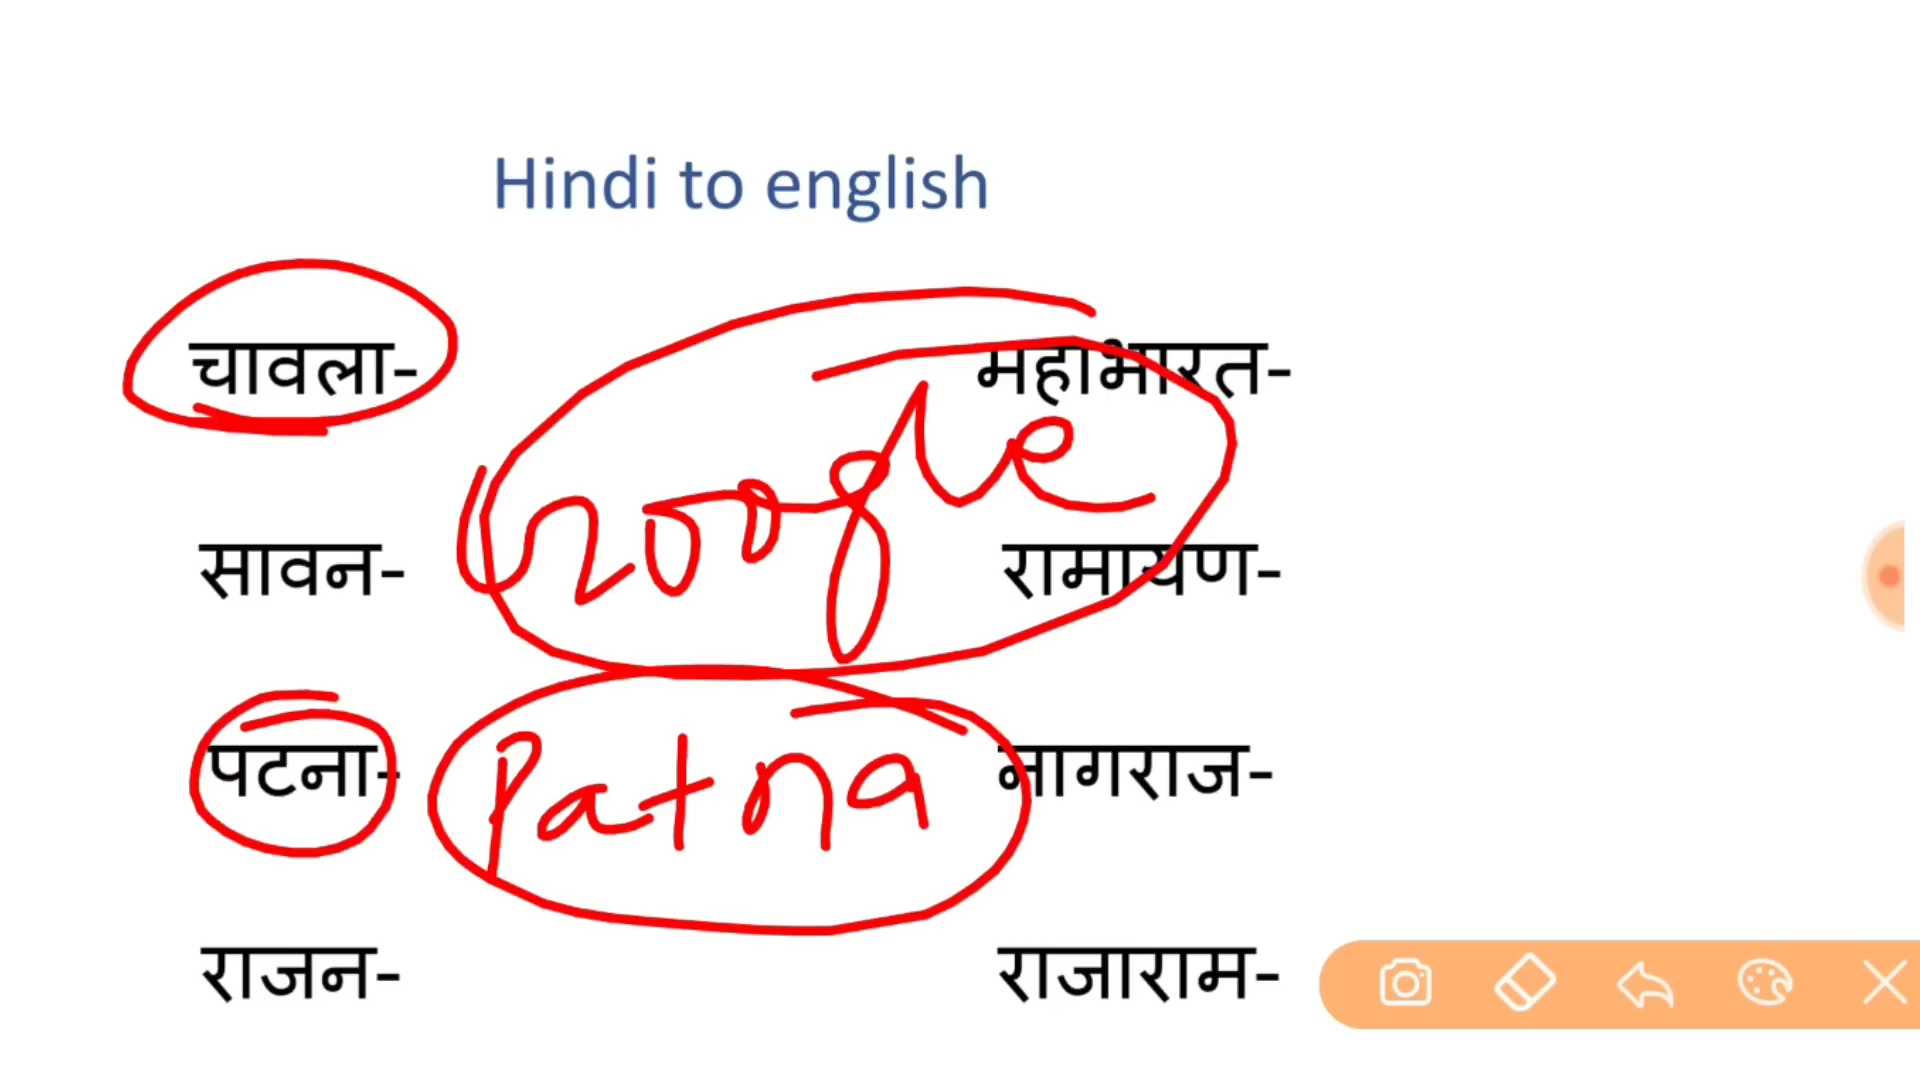 Hindi to english
चावला- महाभारत-
google
सावन- रामायण-
पटना- Patna नागराज-
राजन- राजाराम-